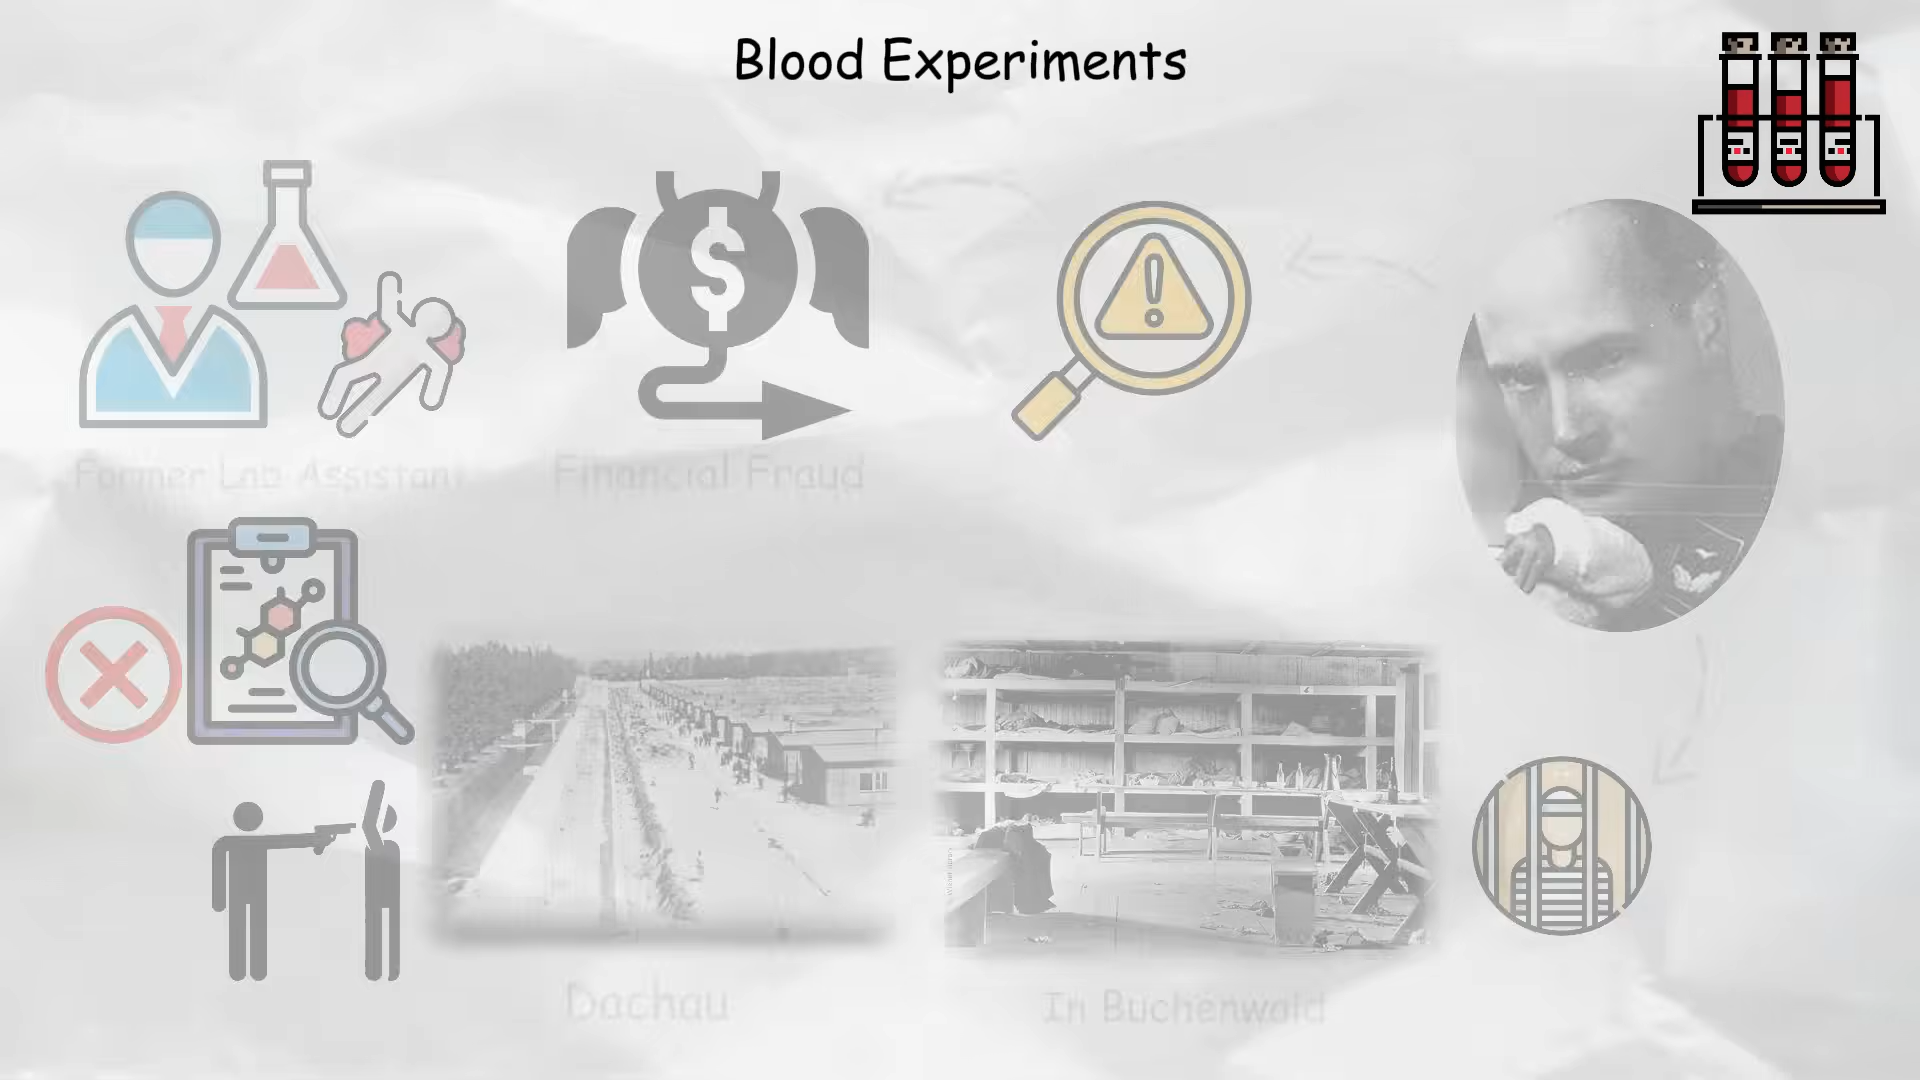 Blood Experiments
Former Lab Assistant
Financial Fraud
Dachau
In Buchenwald